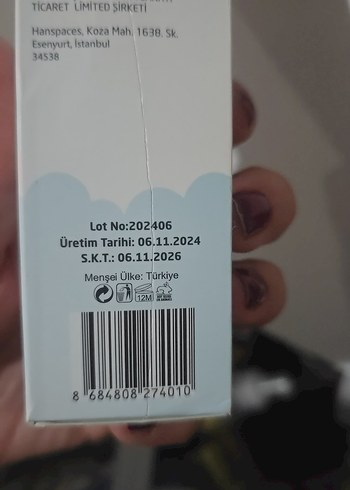 TİCARET LİMİTED ŞİRKETİ
Hanspaces, Koza Mah. 1638. Sk.
Esenyurt, İstanbul
34538
Lot No:202406
Üretim Tarihi: 06.11.2024
S.K.T.: 06.11.2026
Menşei Ülke: Türkiye
12M
8 684808 274010